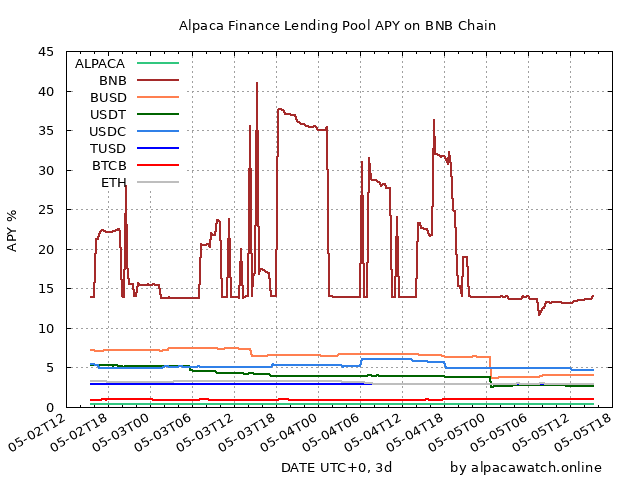 Alpaca Finance Lending Pool APY on BNB Chain
APY %
45
40
35
30
25
20
15
10
5
0
ALPACA
BNB
BUSD
USDT
USDC
TUSD
BTCB
ETH
05-02T12
05-02T18
05-03T00
05-03T06
05-03T12
05-03T18
05-04T00
05-04T06
05-04T12
05-04T18
05-05T00
05-05T06
05-05T12
05-05T18
DATE UTC+0, 3d
by alpacawatch.online